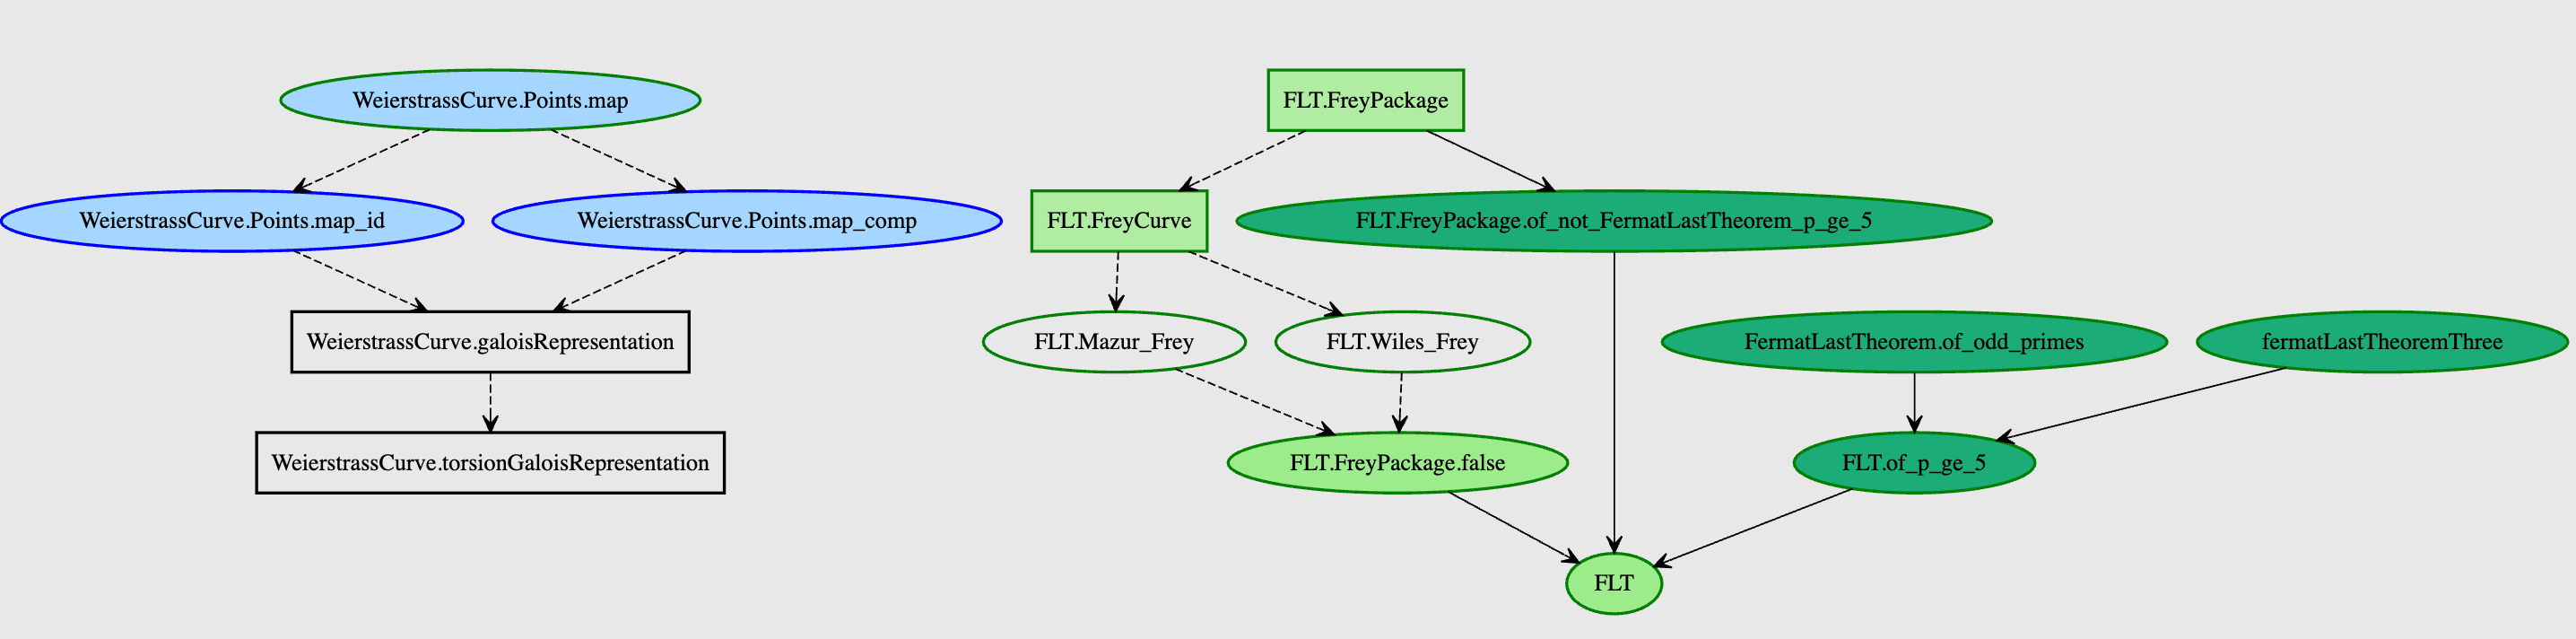 WeierstrassCurve.Points.map
FLT.FreyPackage
WeierstrassCurve.Points.map_id
WeierstrassCurve.Points.map_comp
FLT.FreyCurve
FLT.FreyPackage.of_not_FermatLastTheorem_p_ge_5
WeierstrassCurve.galoisRepresentation
FLT.Mazur_Frey
FLT.Wiles_Frey
FermatLastTheorem.of_odd_primes
fermatLastTheoremThree
WeierstrassCurve.torsionGaloisRepresentation
FLT.FreyPackage.false
FLT.of_p_ge_5
FLT